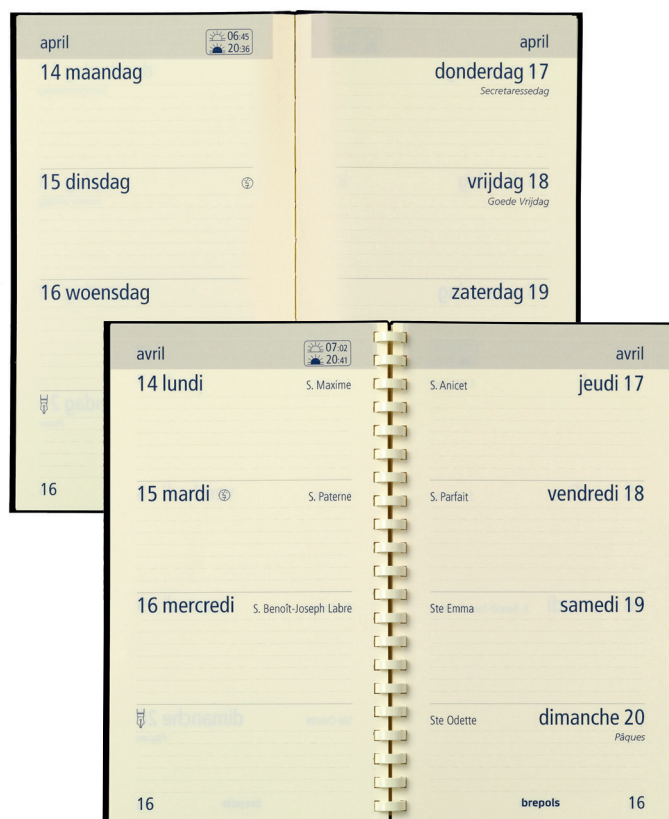 april
06:45
20:36
14 maandag
15 dinsdag
16 woensdag
16
april
donderdag 17
Secretaressedag
vrijdag 18
Goede Vrijdag
zaterdag 19
avril
07:02
20:41
14 lundi S. Maxime
15 mardi S. Paterne
16 mercredi S. Benoît-Joseph Labre
16
avril
S. Anicet jeudi 17
S. Parfait vendredi 18
Ste Emma samedi 19
Ste Odette dimanche 20
Pâques
brepols 16